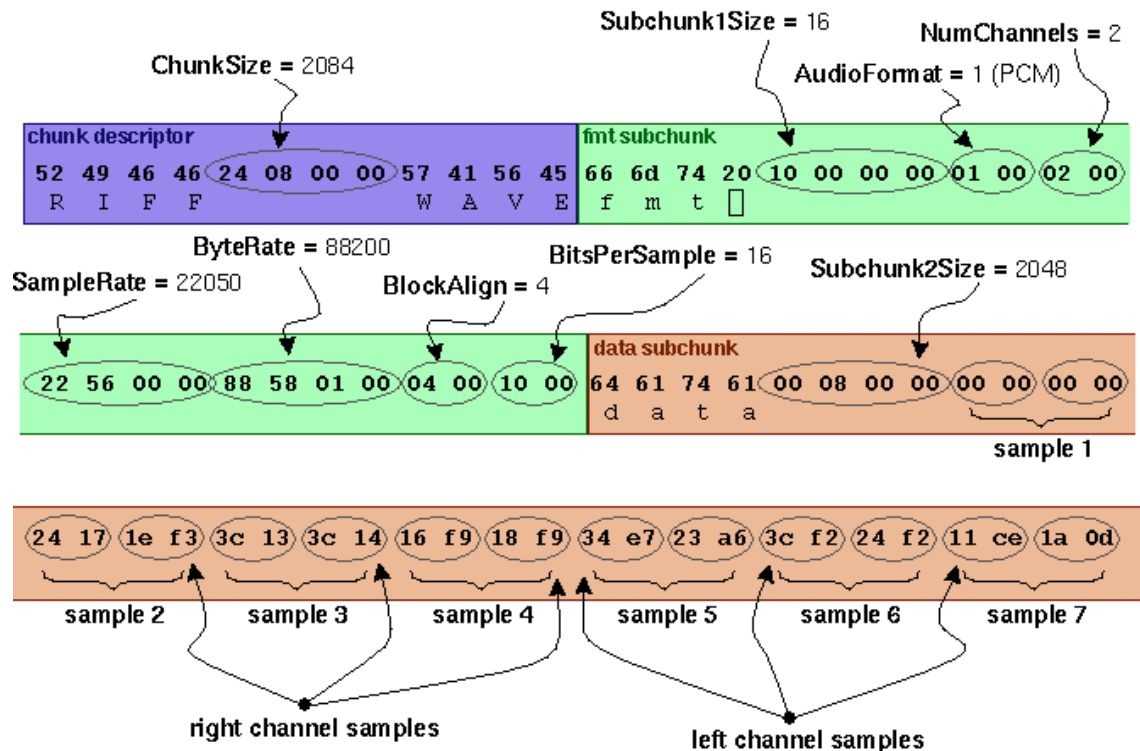 Subchunk1Size = 16
NumChannels = 2
ChunkSize = 2084
AudioFormat = 1 (PCM)
chunk descriptor
fmt subchunk
52 49 46 46 24 08 00 00 57 41 56 45 66 6d 74 20 10 00 00 00 01 00 02 00
R I F F W A V E f m t
ByteRate = 88200
BitsPerSample = 16
SampleRate = 22050
BlockAlign = 4
Subchunk2Size = 2048
data subchunk
22 56 00 00 88 58 01 00 04 00 10 00 64 61 74 61 00 08 00 00 00 00 00 00
d a t a
sample 1
24 17 1e f3 3c 13 3c 14 16 f9 18 f9 34 e7 23 a6 3c f2 24 f2 11 ce 1a 0d
sample 2 sample 3 sample 4 sample 5 sample 6 sample 7
right channel samples
left channel samples